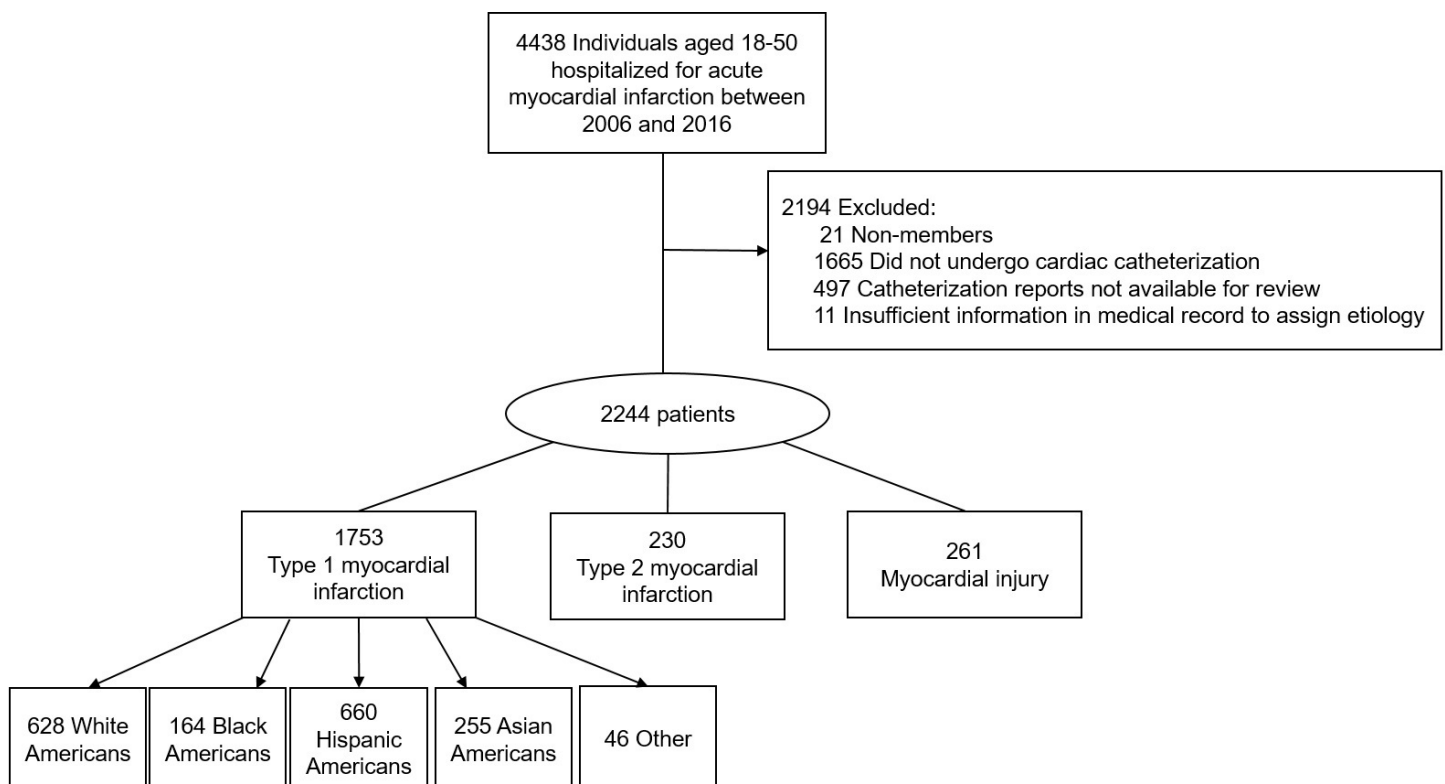 4438 Individuals aged 18-50
hospitalized for acute
myocardial infarction between
2006 and 2016
2194 Excluded:
21 Non-members
1665 Did not undergo cardiac catheterization
497 Catheterization reports not available for review
11 Insufficient information in medical record to assign etiology
2244 patients
1753
Type 1 myocardial
infarction
230
Type 2 myocardial
infarction
261
Myocardial injury
628 White
Americans
164 Black
Americans
660
Hispanic
Americans
255 Asian
Americans
46 Other